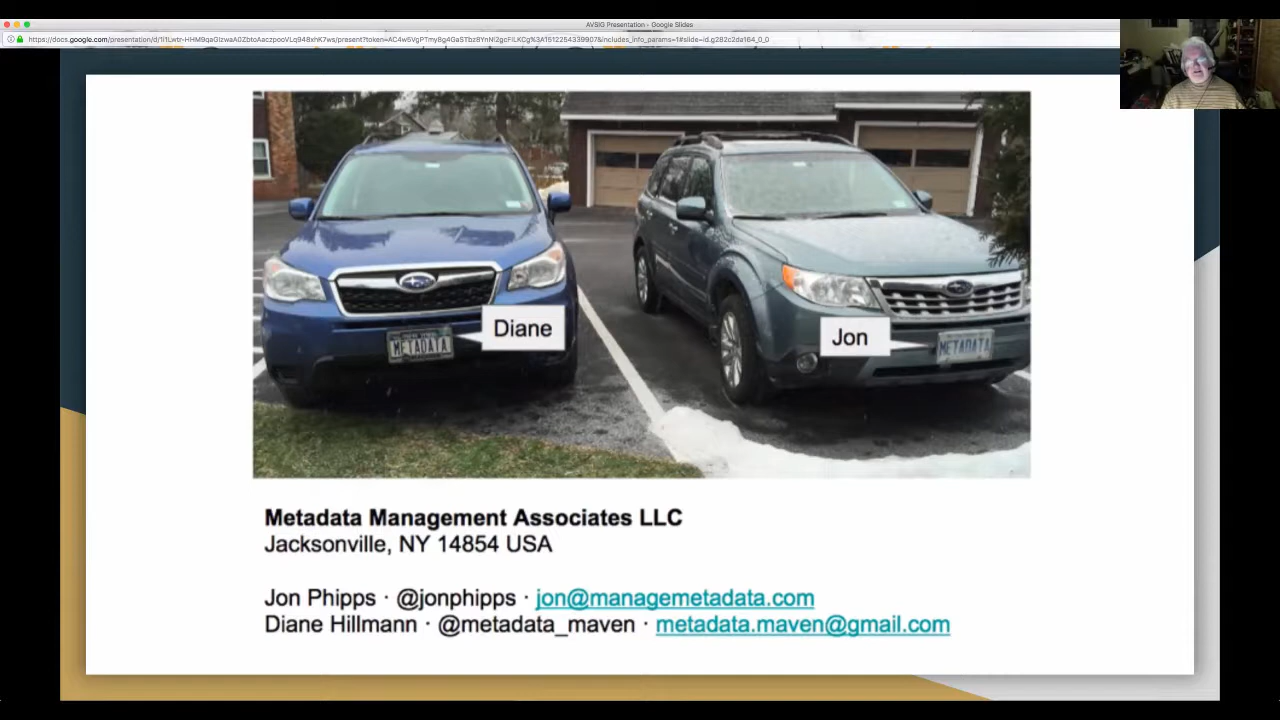 AVSIG Presentation - Google Slides
Diane
Jon
METADATA
METADATA
Metadata Management Associates LLC
Jacksonville, NY 14854 USA
Jon Phipps · @jonphipps · jon@managemetadata.com
Diane Hillmann · @metadata_maven · metadata.maven@gmail.com